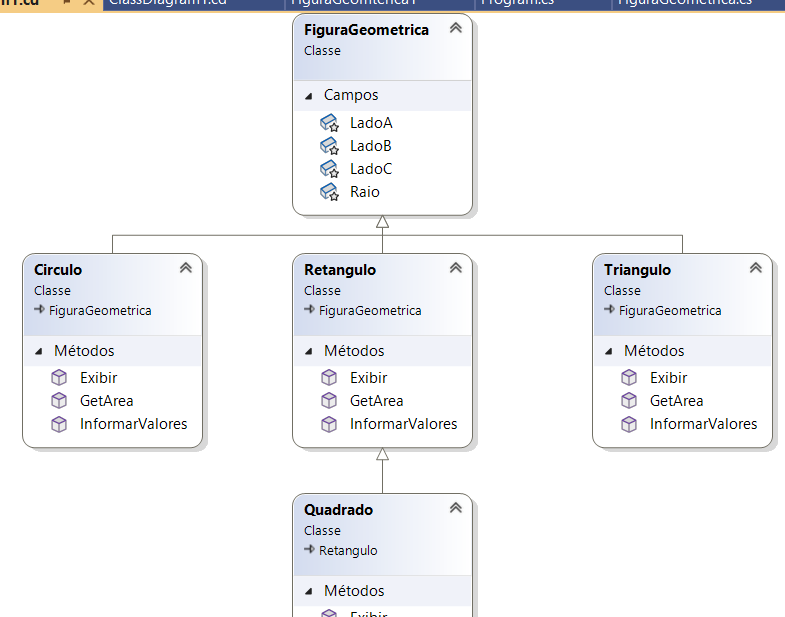 ClassDiagram1.cd
Program.cs
FiguraGeometrica.cs
FiguraGeometrica
Classe
Campos
LadoA
LadoB
LadoC
Raio
Circulo
Classe
FiguraGeometrica
Métodos
Exibir
GetArea
InformarValores
Retangulo
Classe
FiguraGeometrica
Métodos
Exibir
GetArea
InformarValores
Triangulo
Classe
FiguraGeometrica
Métodos
Exibir
GetArea
InformarValores
Quadrado
Classe
Retangulo
Métodos
Exibir